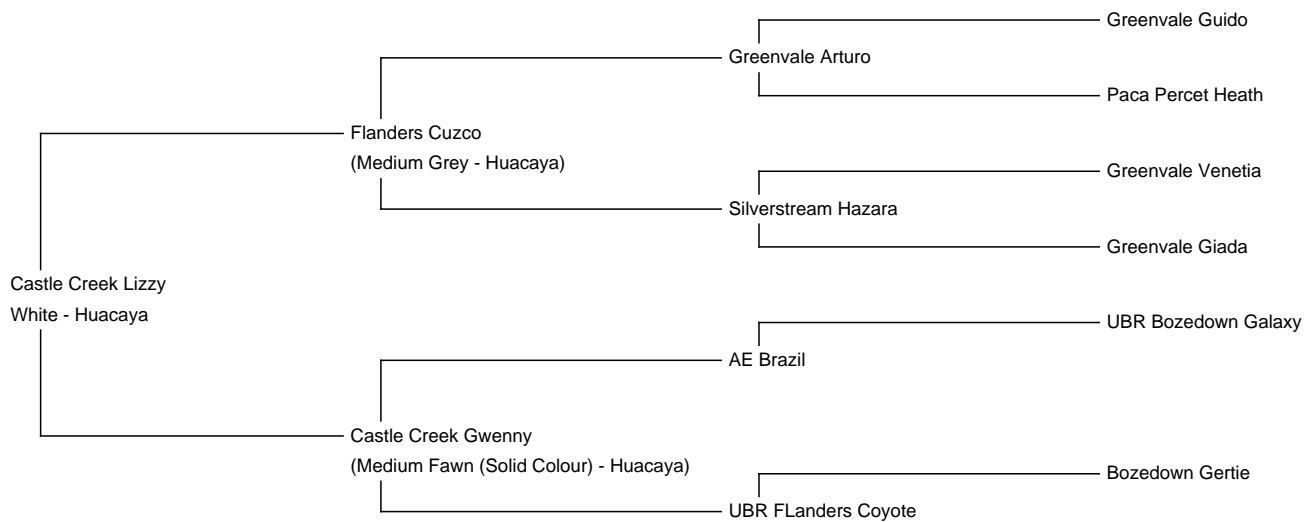 Greenvale Guido
Greenvale Arturo
Paca Percet Heath
Flanders Cuzco
(Medium Grey - Huacaya)
Greenvale Venetia
Silverstream Hazara
Greenvale Giada
Castle Creek Lizzy
White - Huacaya
UBR Bozedown Galaxy
AE Brazil
Castle Creek Gwenny
(Medium Fawn (Solid Colour) - Huacaya)
Bozedown Gertie
UBR FLanders Coyote